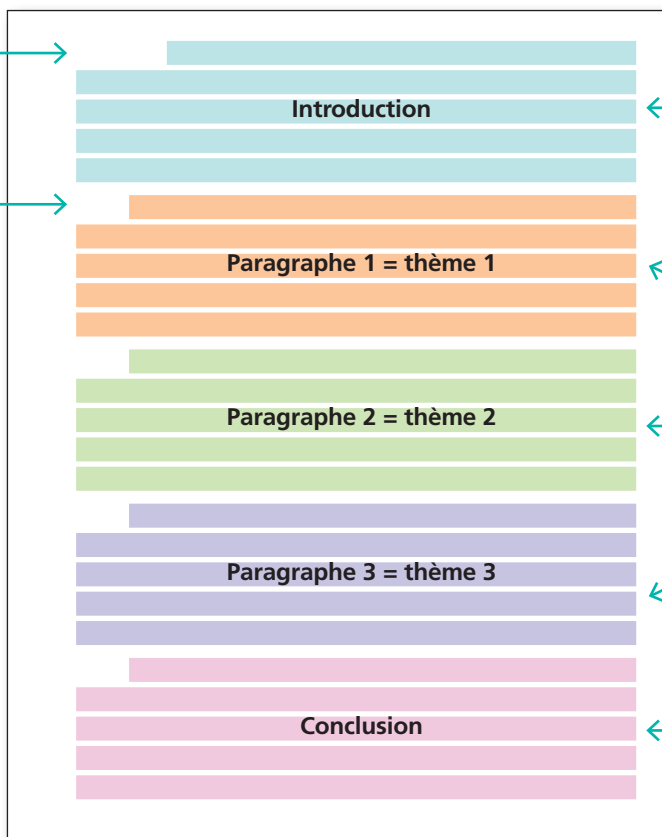 Introduction
Paragraphe 1 = thème 1
Paragraphe 2 = thème 2
Paragraphe 3 = thème 3
Conclusion